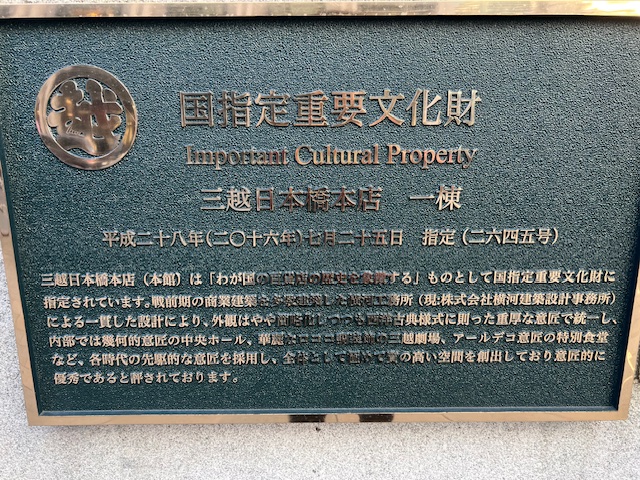 国指定重要文化財
Important Cultural Property
三越日本橋本店 一棟
平成二十八年(二〇十六年)七月二十五日 指定(二六四五号)
三越日本橋本店(本館)は「わが国の百貨店の歴史を象徴する」ものとして国指定重要文化財に
指定されています。戦前期の商業建築を多数手掛けた横河工務所(現:株式会社横河建築設計事務所)
による一貫した設計により、外観はやや簡略化しつつも西洋古典様式に則った重厚な意匠で統一し、
内部では幾何的意匠の中央ホール、華麗なロココ風意匠の三越劇場、アールデコ意匠の特別食堂
など、各時代の先駆的な意匠を採用し、全体として極めて質の高い空間を創出しており意匠的に
優秀であると評されております。